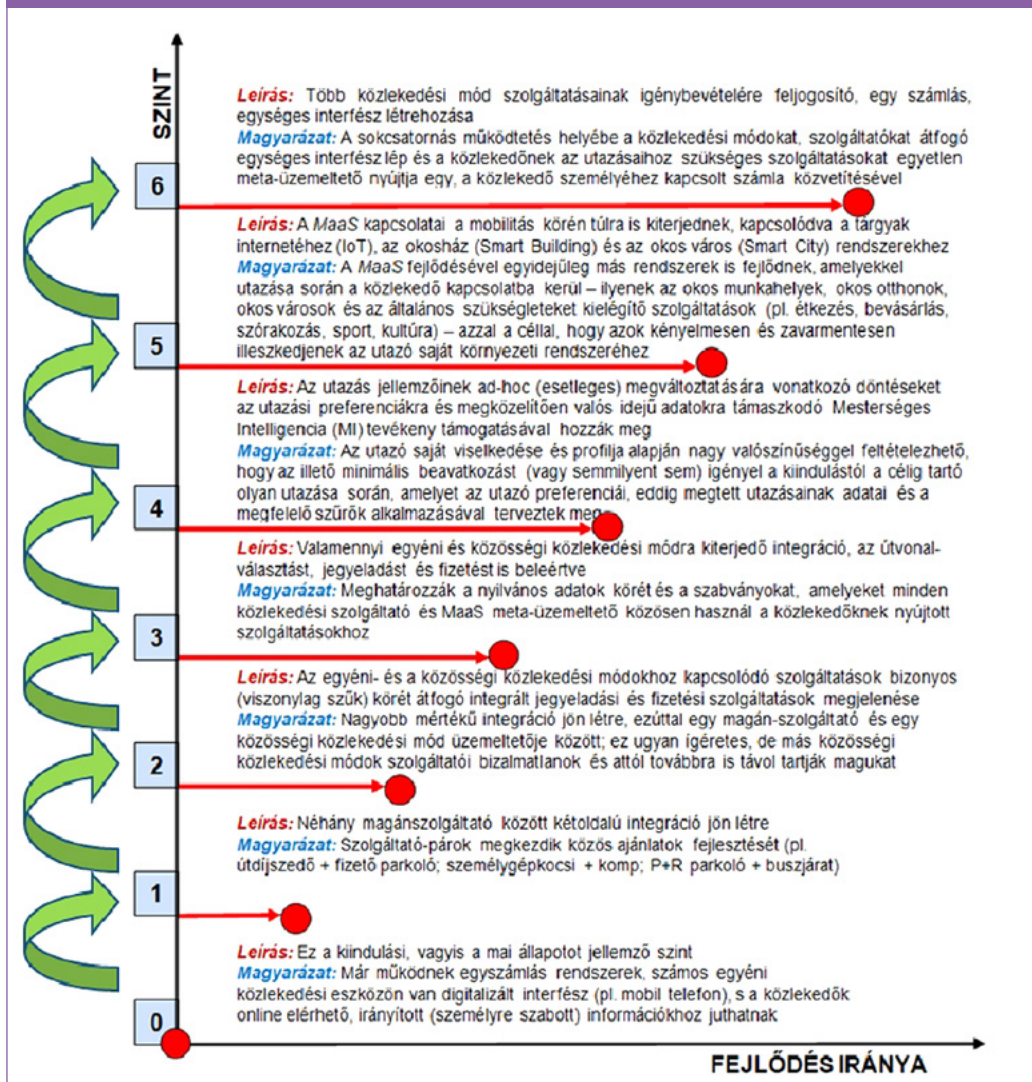 SZINT
Leírás: Több közlekedési mód szolgáltatásainak igénybevételére feljogosító, egy számlás,
egységes interfész létrehozása
Magyarázat: A sokcsatornás működtetés helyébe a közlekedési módokat, szolgáltatókat átfogó
egységes interfész lép és a közlekedőnek az utazásaihoz szükséges szolgáltatásokat egyetlen
meta-üzemeltető nyújtja egy, a közlekedő személyéhez kapcsolt számla közvetítésével
6
Leírás: A MaaS kapcsolatai a mobilitás körén túlra is kiterjednek, kapcsolódva a tárgyak
internetéhez (IoT), az okosház (Smart Building) és az okos város (Smart City) rendszerekhez
Magyarázat: A MaaS fejlődésével egyidejűleg más rendszerek is fejlődnek, amelyekkel
utazása során a közlekedő kapcsolatba kerül – ilyenek az okos munkahelyek, okos otthonok,
okos városok és az általános szükségleteket kielégítő szolgáltatások (pl. étkezés, bevásárlás,
szórakozás, sport, kultúra) – azzal a céllal, hogy azok kényelmesen és zavarmentesen
illeszkedjenek az utazó saját környezeti rendszeréhez
5
Leírás: Az utazás jellemzőinek ad-hoc (esetleges) megváltoztatására vonatkozó döntéseket
az utazási preferenciákra és megközelítően valós idejű adatokra támaszkodó Mesterséges
Intelligencia (MI) tevékeny támogatásával hozzák meg
Magyarázat: Az utazó saját viselkedése és profilja alapján nagy valószínűséggel feltételezhető,
hogy az illető minimális beavatkozást (vagy semmilyent sem) igényel a kiindulástól a célig tartó
olyan utazása során, amelyet az utazó preferenciái, eddig megtett utazásainak adatai és a
megfelelő szűrők alkalmazásával terveztek meg
4
Leírás: Valamennyi egyéni és közösségi közlekedési módra kiterjedő integráció, az útvonal-
választást, jegyeladást és fizetést is beleértve
Magyarázat: Meghatározzák a nyilvános adatok körét és a szabványokat, amelyeket minden
közlekedési szolgáltató és MaaS meta-üzemeltető közösen használ a közlekedőknek nyújtott
szolgáltatásokhoz
3
Leírás: Az egyéni- és a közösségi közlekedési módokhoz kapcsolódó szolgáltatások bizonyos
(viszonylag szűk) körét átfogó integrált jegyeladási és fizetési szolgáltatások megjelenése
Magyarázat: Nagyobb mértékű integráció jön létre, ezúttal egy magán-szolgáltató és egy
közösségi közlekedési mód üzemeltetője között; ez ugyan ígéretes, de más közösségi
közlekedési módok szolgáltatói bizalmatlanok és attól továbbra is távol tartják magukat
2
Leírás: Néhány magánszolgáltató között kétoldalú integráció jön létre
Magyarázat: Szolgáltató-párok megkezdik közös ajánlatok fejlesztését (pl.
útdíjszedő + fizető parkoló; személygépkocsi + komp; P+R parkoló + buszjárat)
1
Leírás: Ez a kiindulási, vagyis a mai állapotot jellemző szint
Magyarázat: Már működnek egyszámlás rendszerek, számos egyéni
közlekedési eszközön van digitalizált interfész (pl. mobil telefon), s a közlekedők
online elérhető, irányított (személyre szabott) információkhoz juthatnak
0
FEJLŐDÉS IRÁNYA